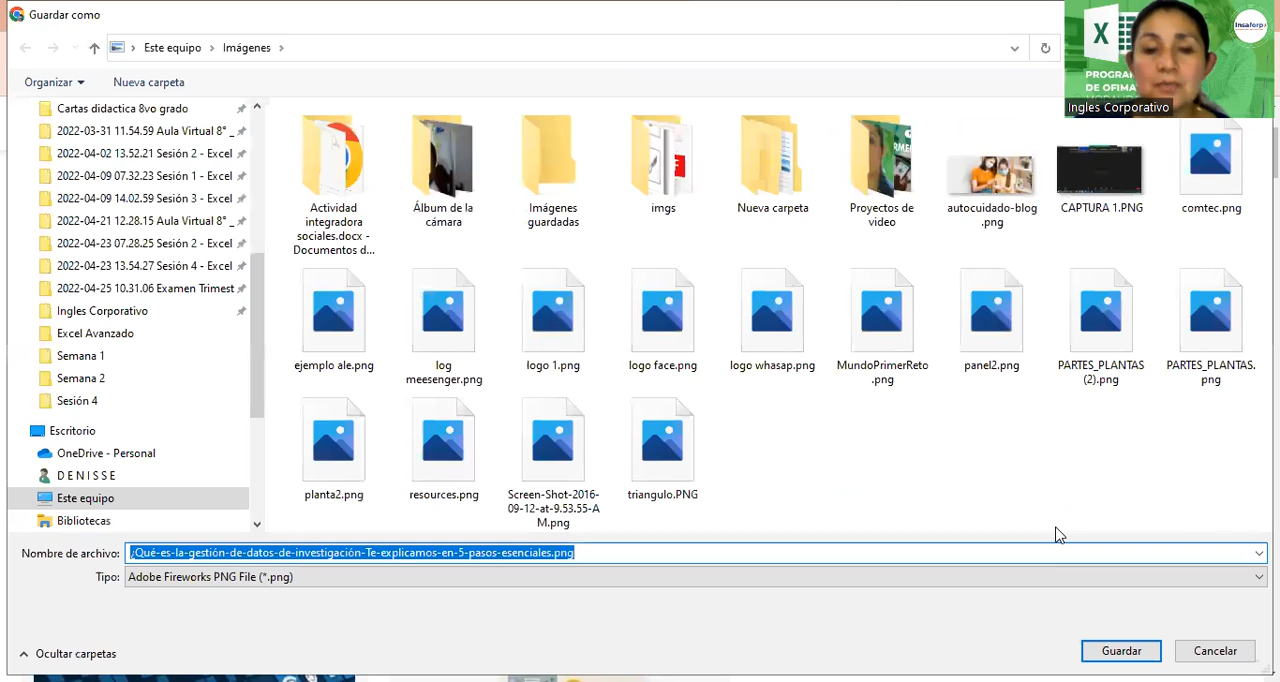 Guardar como
Este equipo
Imágenes
Organizar
Nueva carpeta
Cartas didactica 8vo grado
2022-03-31 11.54.59 Aula Virtual 8° _
2022-04-02 13.52.21 Sesión 2 - Excel
2022-04-09 07.32.23 Sesión 1 - Excel
2022-04-09 14.02.59 Sesión 3 - Excel
2022-04-21 12.28.15 Aula Virtual 8° _
2022-04-23 07.28.25 Sesión 2 - Excel
2022-04-23 13.54.27 Sesión 4 - Excel
2022-04-25 10.31.06 Examen Trimest
Ingles Corporativo
Excel Avanzado
Semana 1
Semana 2
Sesión 4
Escritorio
OneDrive - Personal
D E N I S S E
Este equipo
Bibliotecas
Actividad
integradora
sociales.docx -
Documentos d...
Álbum de la
cámara
Imágenes
guardadas
imgs
Nueva carpeta
Proyectos de
video
autocuidado-blog
.png
CAPTURA 1.PNG
comtec.png
ejemplo ale.png
log
meesenger.png
logo 1.png
logo face.png
logo whasap.png
MundoPrimerReto
.png
panel2.png
PARTES_PLANTAS
(2).png
PARTES_PLANTAS.
png
planta2.png
resources.png
Screen-Shot-2016-
09-12-at-9.53.55-A
M.png
triangulo.PNG
Nombre de archivo:
¿Qué-es-la-gestión-de-datos-de-investigación-Te-explicamos-en-5-pasos-esenciales.png
Tipo:
Adobe Fireworks PNG File (*.png)
Ocultar carpetas
Guardar
Cancelar
X
Insaforp
PROGRAM
DE OFIMA
Ingles Corporativo